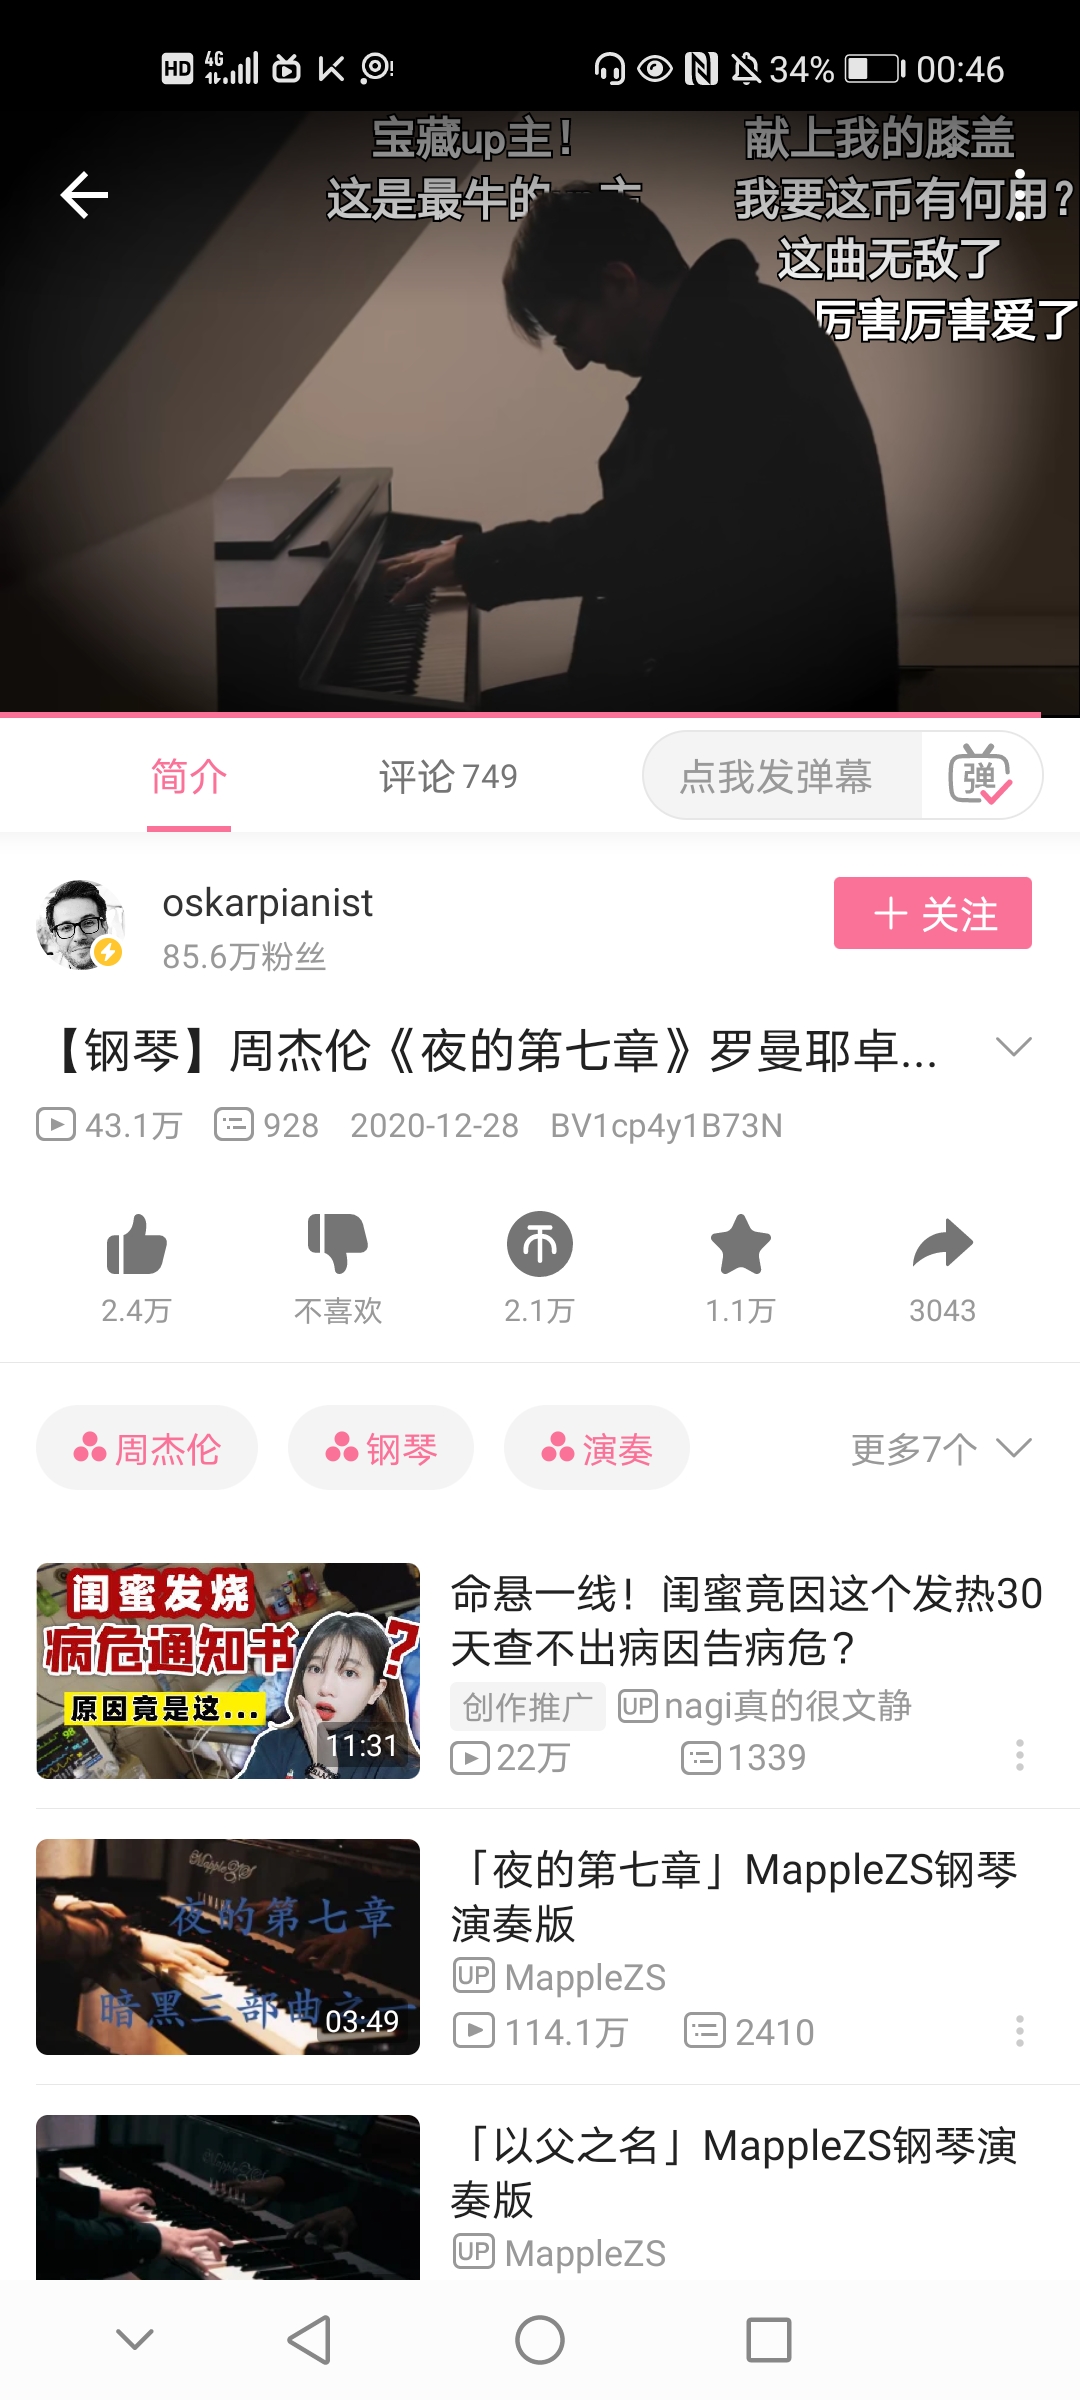 HD 4G 34% 00:46
宝藏up主！ 献上我的膝盖
这是最牛的 我要这币有何用？
这曲无敌了
厉害厉害爱了
简介 评论 749 点我发弹幕 弹
oskarpianist
85.6万粉丝
＋关注
【钢琴】周杰伦《夜的第七章》罗曼耶卓...
43.1万 928 2020-12-28 BV1cp4y1B73N
2.4万 不喜欢 2.1万 1.1万 3043
周杰伦 钢琴 演奏 更多7个
闺蜜发烧
病危通知书？
原因竟是这...
11:31
命悬一线！闺蜜竟因这个发热30
天查不出病因告病危？
创作推广 UP nagi真的很文静
22万 1339
MappleZS
夜的第七章
暗黑三部曲之一
03:49
「夜的第七章」MappleZS钢琴
演奏版
UP MappleZS
114.1万 2410
「以父之名」MappleZS钢琴演
奏版
UP MappleZS